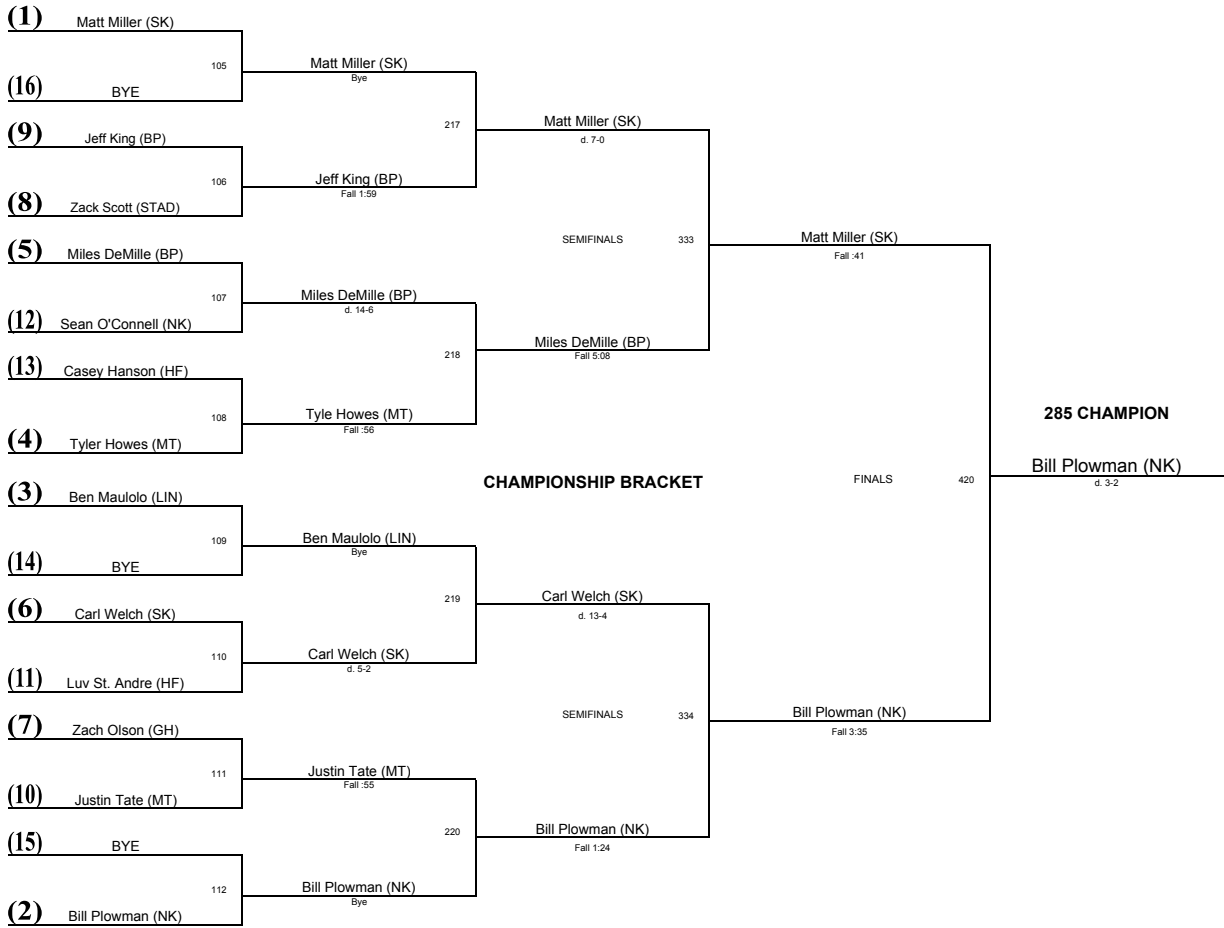 (1) Matt Miller (SK)
105
(16) BYE
(9) Jeff King (BP)
106
(8) Zack Scott (STAD)
(5) Miles DeMille (BP)
107
(12) Sean O'Connell (NK)
(13) Casey Hanson (HF)
108
(4) Tyler Howes (MT)
(3) Ben Maulolo (LIN)
109
(14) BYE
(6) Carl Welch (SK)
110
(11) Luv St. Andre (HF)
(7) Zach Olson (GH)
111
(10) Justin Tate (MT)
(15) BYE
112
(2) Bill Plowman (NK)
Matt Miller (SK)
Bye
217
Jeff King (BP)
Fall 1:59
Miles DeMille (BP)
d. 14-6
218
Tyle Howes (MT)
Fall :56
Ben Maulolo (LIN)
Bye
219
Carl Welch (SK)
d. 5-2
Justin Tate (MT)
Fall :55
220
Bill Plowman (NK)
Bye
Matt Miller (SK)
d. 7-0
SEMIFINALS 333
Miles DeMille (BP)
Fall 5:08
CHAMPIONSHIP BRACKET
Carl Welch (SK)
d. 13-4
SEMIFINALS 334
Bill Plowman (NK)
Fall 1:24
Matt Miller (SK)
Fall :41
FINALS 420
Bill Plowman (NK)
Fall 3:35
285 CHAMPION
Bill Plowman (NK)
d. 3-2